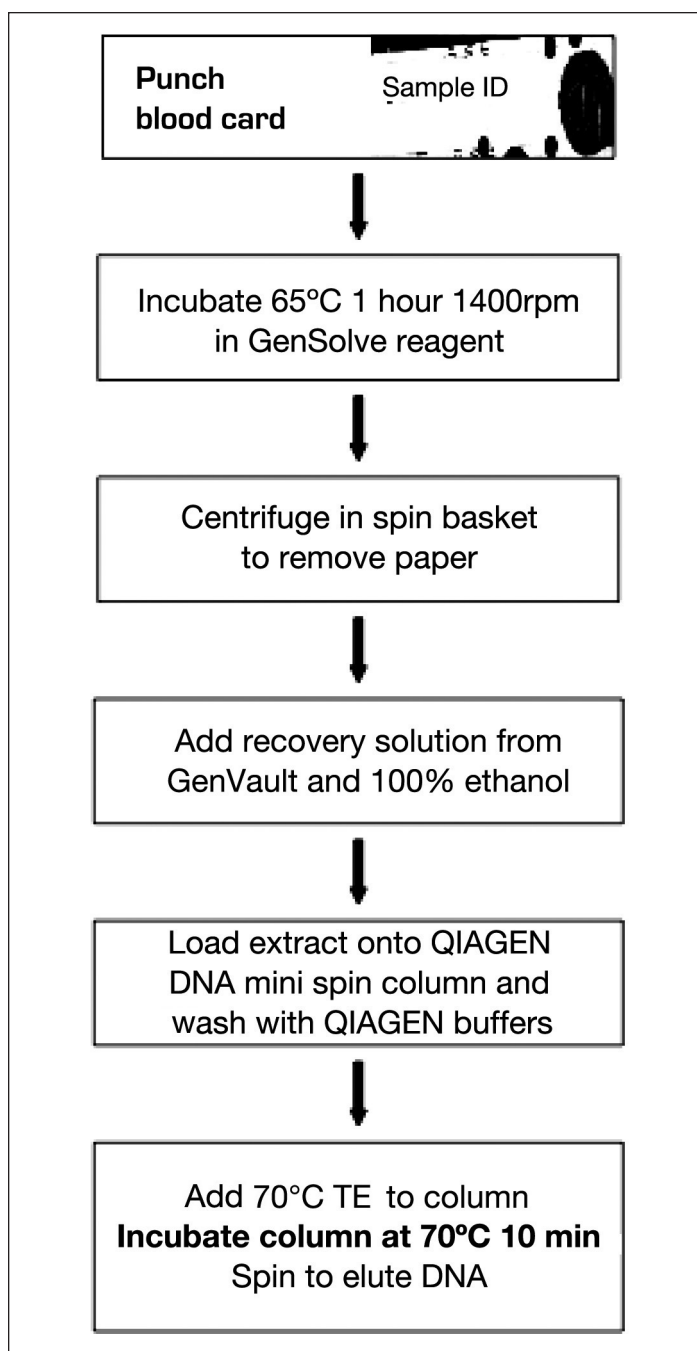 Punch
blood card
Sample ID
Incubate 65ºC 1 hour 1400rpm
in GenSolve reagent
Centrifuge in spin basket
to remove paper
Add recovery solution from
GenVault and 100% ethanol
Load extract onto QIAGEN
DNA mini spin column and
wash with QIAGEN buffers
Add 70°C TE to column
Incubate column at 70ºC 10 min
Spin to elute DNA